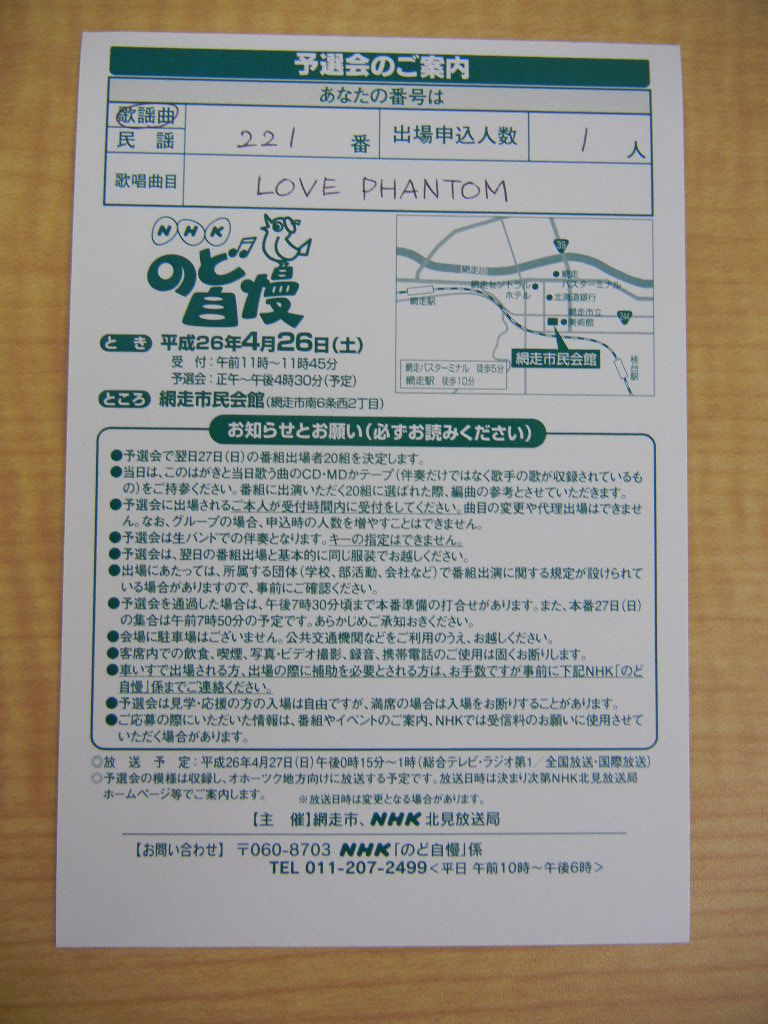 予選会のご案内
あなたの番号は
歌謡曲
民 謡
221 番
出場申込人数
1 人
歌唱曲目
LOVE PHANTOM
NHK
のど自慢
39
網走川
網走バスターミナル
網走セントラルホテル
北海道銀行
網走駅
網走市立美術館
244
網走市民会館
桂台駅
網走バスターミナル 徒歩5分
網走駅 徒歩10分
とき 平成26年4月26日(土)
受 付:午前11時~11時45分
予選会:正午~午後4時30分(予定)
ところ 網走市民会館(網走市南6条西2丁目)
お知らせとお願い(必ずお読みください)
●予選会で翌日27日(日)の番組出場者20組を決定します。
●当日は、このはがきと当日歌う曲のCD・MDかテープ(伴奏だけではなく歌手の歌が収録されているも
の)をご持参ください。番組に出演いただく20組に選ばれた際、編曲の参考とさせていただきます。
●予選会に出場されるご本人が受付時間内に受付をしてください。曲目の変更や代理出場はできませ
ん。なお、グループの場合、申込時の人数を増やすことはできません。
●予選会は生バンドでの伴奏となります。キーの指定はできません。
●予選会は、翌日の番組出場と基本的に同じ服装でお越しください。
●出場にあたっては、所属する団体(学校、部活動、会社など)で番組出演に関する規定が設けられて
いる場合がありますので、事前にご確認ください。
●予選会を通過した場合は、午後7時30分頃まで本番準備の打合せがあります。また、本番27日(日)
の集合は午前7時50分の予定です。あらかじめご承知おきください。
●会場に駐車場はございません。公共交通機関などをご利用のうえ、お越しください。
●客席内での飲食、喫煙、写真・ビデオ撮影、録音、携帯電話のご使用は固くお断りします。
●車いすで出場される方、出場の際に補助を必要とされる方は、お手数ですが事前に下記NHK「のど
自慢」係までご連絡ください。
●予選会は見学・応援の方の入場は自由ですが、満席の場合は入場をお断りすることがあります。
●ご応募の際にいただいた情報は、番組やイベントのご案内、NHKでは受信料のお願いに使用させて
いただく場合があります。
◎放 送 予 定:平成26年4月27日(日)午後0時15分~1時(総合テレビ・ラジオ第1/全国放送・国際放送)
◎予選会の模様は収録し、オホーツク地方向けに放送する予定です。放送日時は決まり次第NHK北見放送局
ホームページ等でご案内します。 ※放送日時は変更となる場合があります。
【主 催】網走市、NHK北見放送局
【お問い合わせ】 〒060-8703 NHK「のど自慢」係
TEL 011-207-2499<平日 午前10時~午後6時>